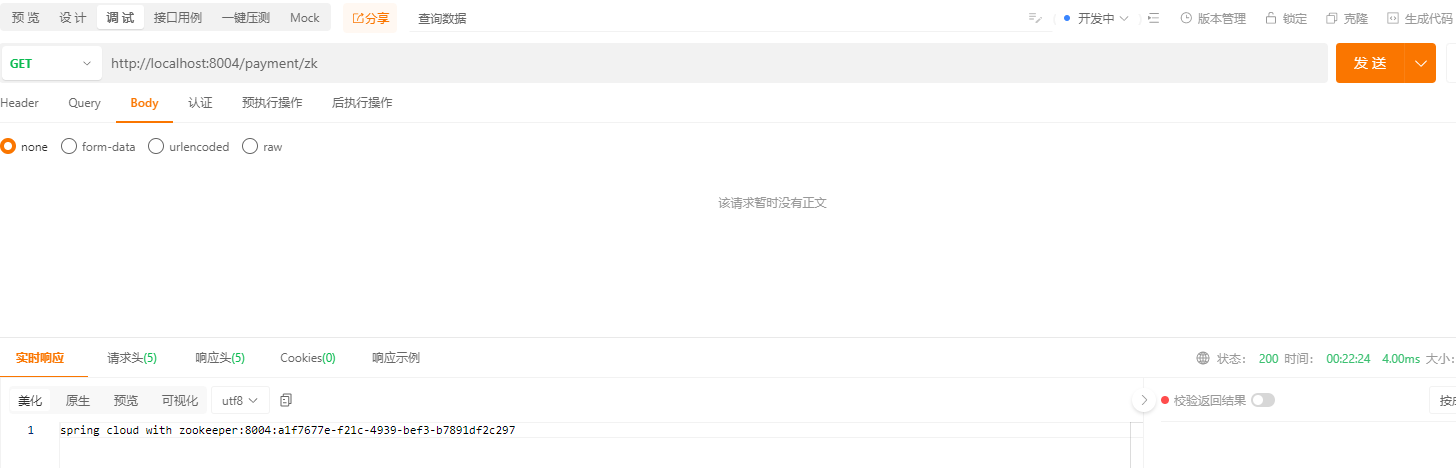 预 览 设 计 调 试 接口用例 一键压测 Mock 分享 查询数据 开发中 版本管理 锁定 克隆 生成代码
GET http://localhost:8004/payment/zk 发 送
Header Query Body 认证 预执行操作 后执行操作
none form-data urlencoded raw
该请求暂时没有正文
实时响应 请求头(5) 响应头(5) Cookies(0) 响应示例 状态： 200 时间： 00:22:24 4.00ms 大小:
美化 原生 预览 可视化 utf8 校验返回结果
1 spring cloud with zookeeper:8004:a1f7677e-f21c-4939-bef3-b7891df2c297